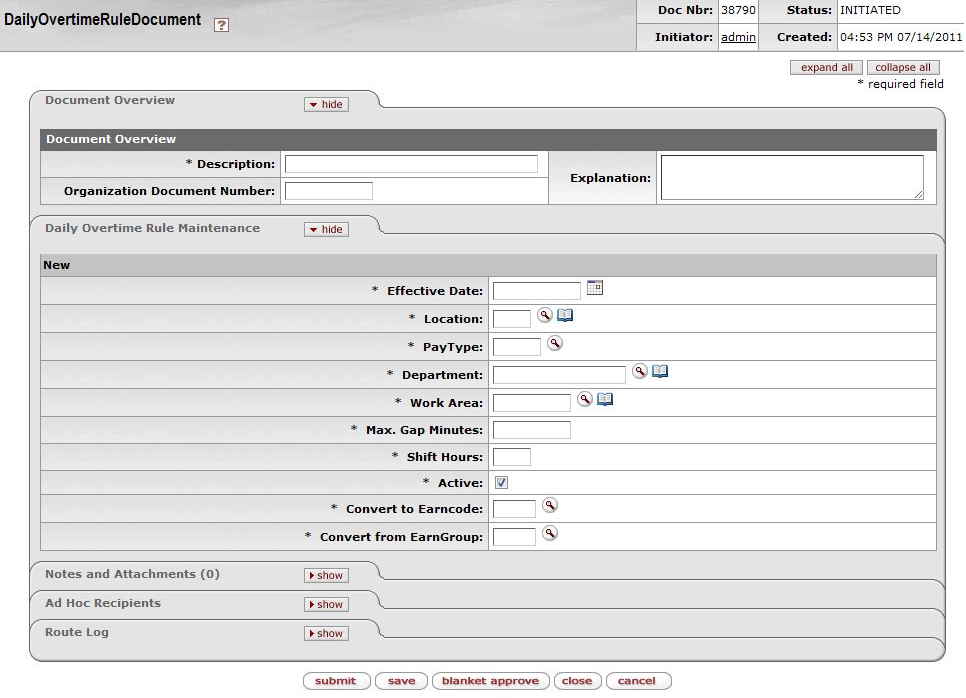 DailyOvertimeRuleDocument ?
Doc Nbr: 38790 Status: INITIATED
Initiator: admin Created: 04:53 PM 07/14/2011
expand all collapse all
* required field
Document Overview hide
Document Overview
* Description:
Explanation:
Organization Document Number:
Daily Overtime Rule Maintenance hide
New
* Effective Date:
* Location:
* PayType:
* Department:
* Work Area:
* Max. Gap Minutes:
* Shift Hours:
* Active:
* Convert to Earncode:
* Convert from EarnGroup:
Notes and Attachments (0) show
Ad Hoc Recipients show
Route Log show
submit save blanket approve close cancel